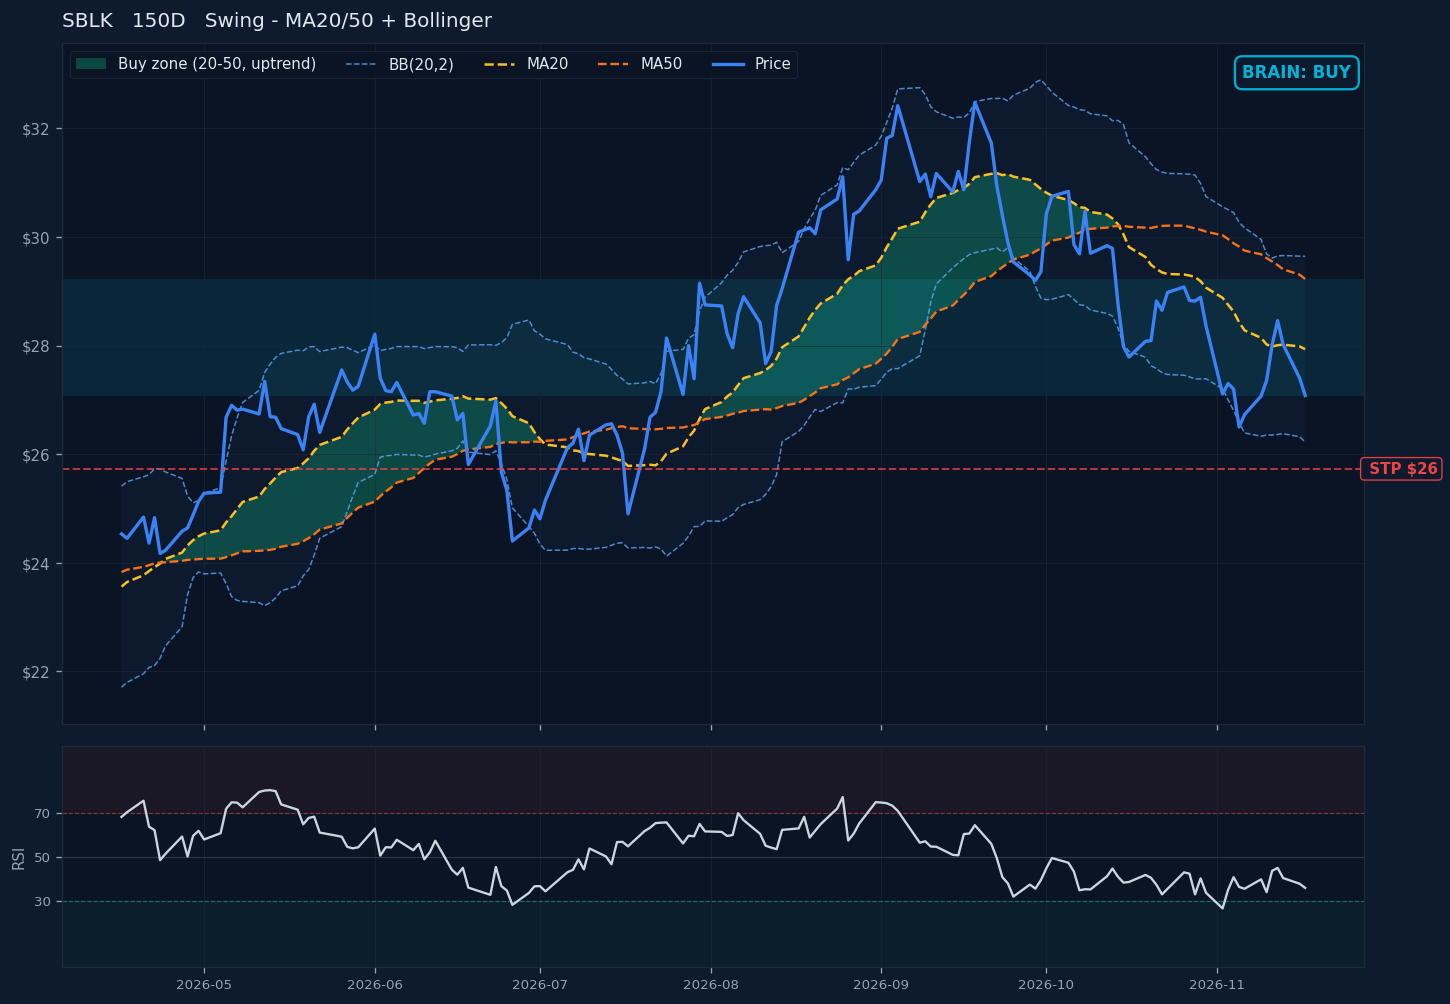 SBLK 150D Swing - MA20/50 + Bollinger
Buy zone (20-50, uptrend) BB(20,2) MA20 MA50 Price
BRAIN: BUY
$32
$30
$28
$26
$24
$22
STP $26
RSI
70
50
30
2026-05 2026-06 2026-07 2026-08 2026-09 2026-10 2026-11